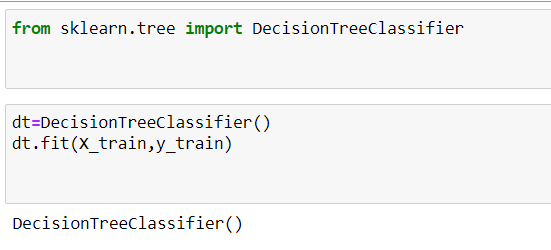 from sklearn.tree import DecisionTreeClassifier
dt=DecisionTreeClassifier()
dt.fit(X_train,y_train)
DecisionTreeClassifier()